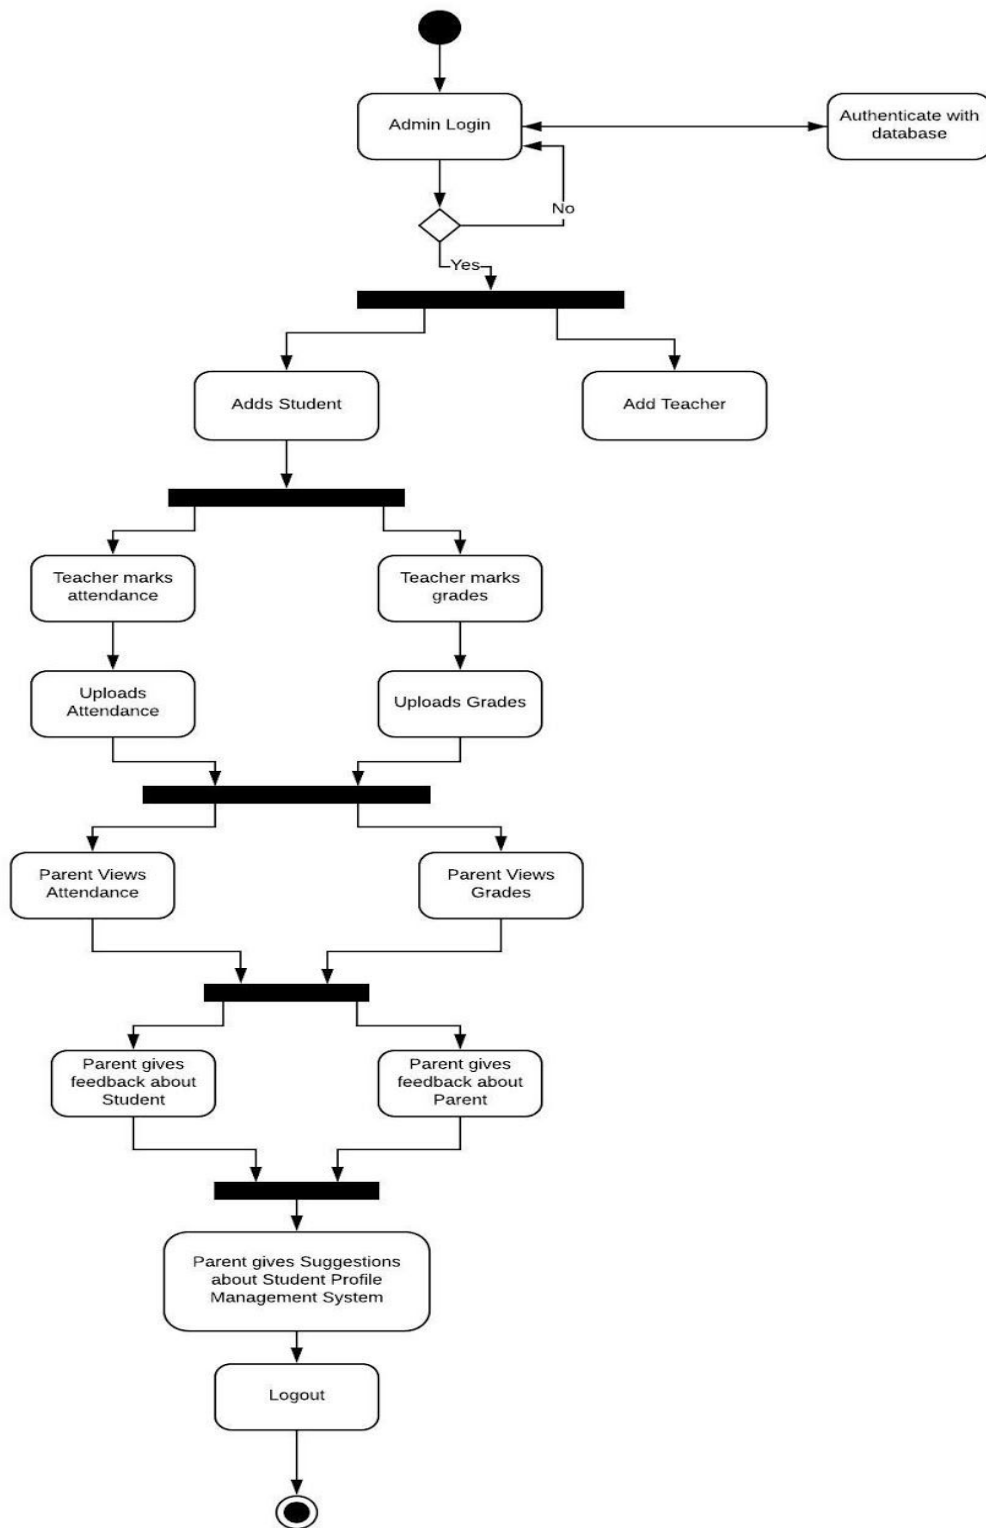 Admin Login
Authenticate with
database
No
Yes
Adds Student
Add Teacher
Teacher marks
attendance
Teacher marks
grades
Uploads
Attendance
Uploads Grades
Parent Views
Attendance
Parent Views
Grades
Parent gives
feedback about
Student
Parent gives
feedback about
Parent
Parent gives Suggestions
about Student Profile
Management System
Logout